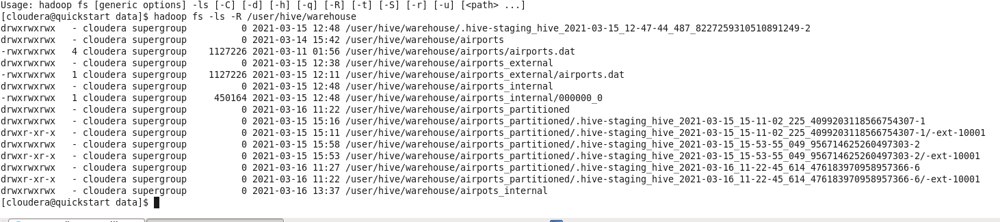 Usage: hadoop fs [generic options] -ls [-C] [-d] [-h] [-q] [-R] [-t] [-S] [-r] [-u] [<path> ...]
[cloudera@quickstart data]$ hadoop fs -ls -R /user/hive/warehouse
drwxrwxrwx   - cloudera supergroup          0 2021-03-15 12:48 /user/hive/warehouse/.hive-staging_hive_2021-03-15_12-47-44_487_8227259310510891249-2
drwxrwxrwx   - cloudera supergroup          0 2021-03-14 15:42 /user/hive/warehouse/airports
-rwxrwxrwx   4 cloudera supergroup    1127226 2021-03-11 01:56 /user/hive/warehouse/airports/airports.dat
drwxrwxrwx   - cloudera supergroup          0 2021-03-15 12:38 /user/hive/warehouse/airports_external
-rwxrwxrwx   1 cloudera supergroup    1127226 2021-03-15 12:11 /user/hive/warehouse/airports_external/airports.dat
drwxrwxrwx   - cloudera supergroup          0 2021-03-15 12:48 /user/hive/warehouse/airports_internal
-rwxrwxrwx   1 cloudera supergroup     450164 2021-03-15 12:48 /user/hive/warehouse/airports_internal/000000_0
drwxrwxrwx   - cloudera supergroup          0 2021-03-16 11:22 /user/hive/warehouse/airports_partitioned
drwxrwxrwx   - cloudera supergroup          0 2021-03-15 15:16 /user/hive/warehouse/airports_partitioned/.hive-staging_hive_2021-03-15_15-11-02_225_4099203118566754307-1
drwxr-xr-x   - cloudera supergroup          0 2021-03-15 15:11 /user/hive/warehouse/airports_partitioned/.hive-staging_hive_2021-03-15_15-11-02_225_4099203118566754307-1/-ext-10001
drwxrwxrwx   - cloudera supergroup          0 2021-03-15 15:58 /user/hive/warehouse/airports_partitioned/.hive-staging_hive_2021-03-15_15-53-55_049_956714625260497303-2
drwxr-xr-x   - cloudera supergroup          0 2021-03-15 15:53 /user/hive/warehouse/airports_partitioned/.hive-staging_hive_2021-03-15_15-53-55_049_956714625260497303-2/-ext-10001
drwxrwxrwx   - cloudera supergroup          0 2021-03-16 11:27 /user/hive/warehouse/airports_partitioned/.hive-staging_hive_2021-03-16_11-22-45_614_476183970958957366-6
drwxr-xr-x   - cloudera supergroup          0 2021-03-16 11:22 /user/hive/warehouse/airports_partitioned/.hive-staging_hive_2021-03-16_11-22-45_614_476183970958957366-6/-ext-10001
drwxrwxrwx   - cloudera supergroup          0 2021-03-16 13:37 /user/hive/warehouse/airpots_internal
[cloudera@quickstart data]$